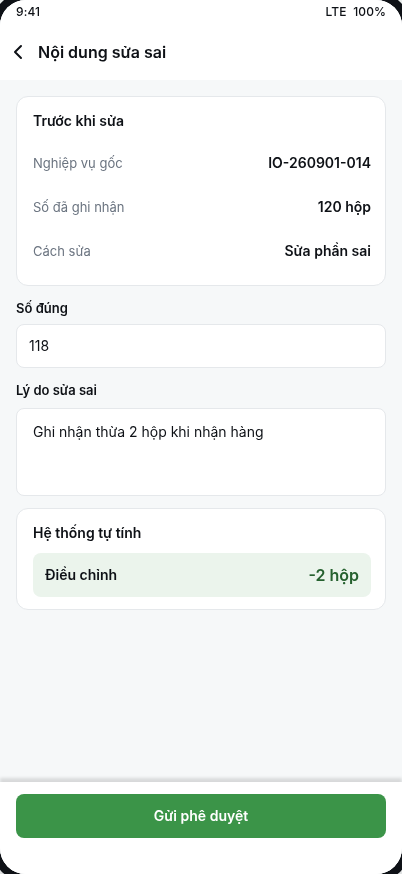 9:41 LTE 100%
Nội dung sửa sai
Trước khi sửa
Nghiệp vụ gốc IO-260901-014
Số đã ghi nhận 120 hộp
Cách sửa Sửa phần sai
Số đúng
118
Lý do sửa sai
Ghi nhận thừa 2 hộp khi nhận hàng
Hệ thống tự tính
Điều chỉnh -2 hộp
Gửi phê duyệt